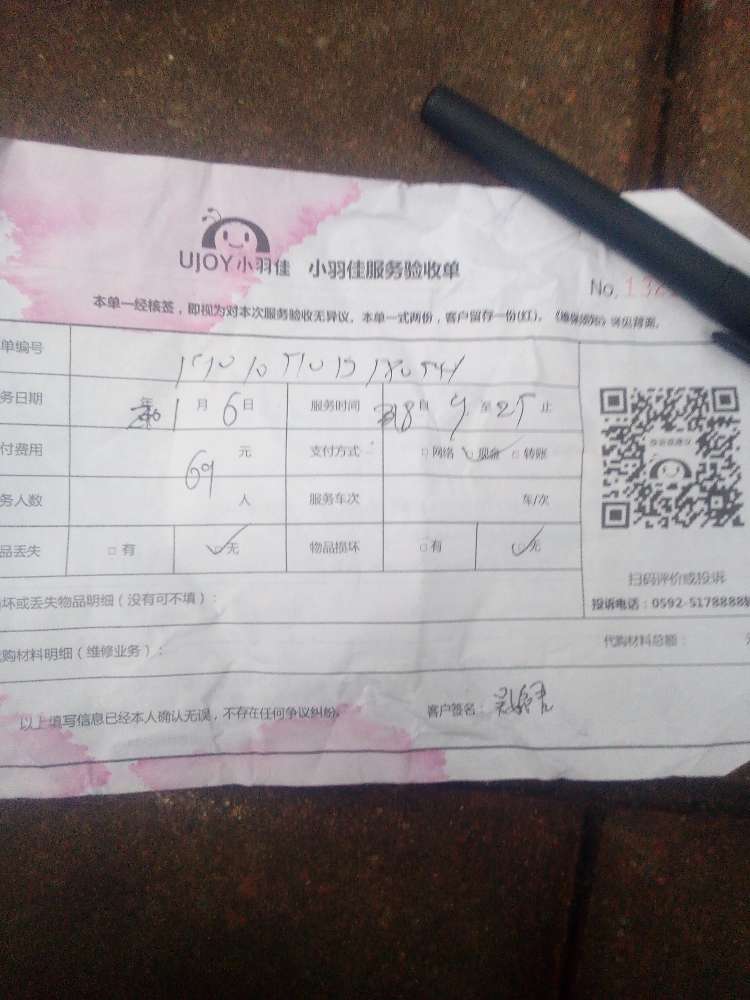 UJOY小羽佳 小羽佳服务验收单
No. 13
本单一经核签，即视为对本次服务验收无异议。本单一式两份，客户留存一份(红)。
单编号
务日期 年1月6日 服务时间 自 至 止
付费用 69 元 支付方式 □网络 □现金 □转账
务人数 人 服务车次 车/次
品丢失 □有 □无 物品损坏 □有 □无
坏或丢失物品明细（没有可不填）：
扫码评价或投诉
投诉电话：0592-5178888
购材料明细（维修业务）： 代购材料总额：
以上填写信息已经本人确认无误，不存在任何争议纠纷。 客户签名：